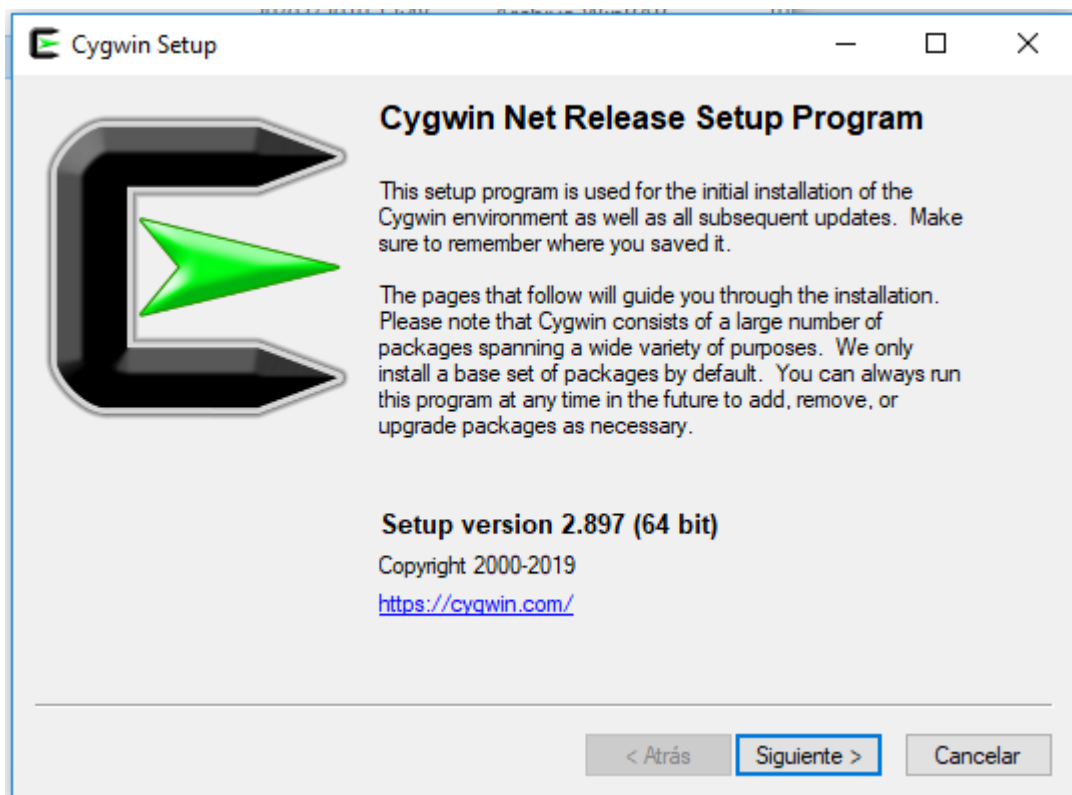 Cygwin Setup
Cygwin Net Release Setup Program
This setup program is used for the initial installation of the
Cygwin environment as well as all subsequent updates.  Make
sure to remember where you saved it.
The pages that follow will guide you through the installation.
Please note that Cygwin consists of a large number of
packages spanning a wide variety of purposes.  We only
install a base set of packages by default.  You can always run
this program at any time in the future to add, remove, or
upgrade packages as necessary.
Setup version 2.897 (64 bit)
Copyright 2000-2019
https://cygwin.com/
< Atrás
Siguiente >
Cancelar